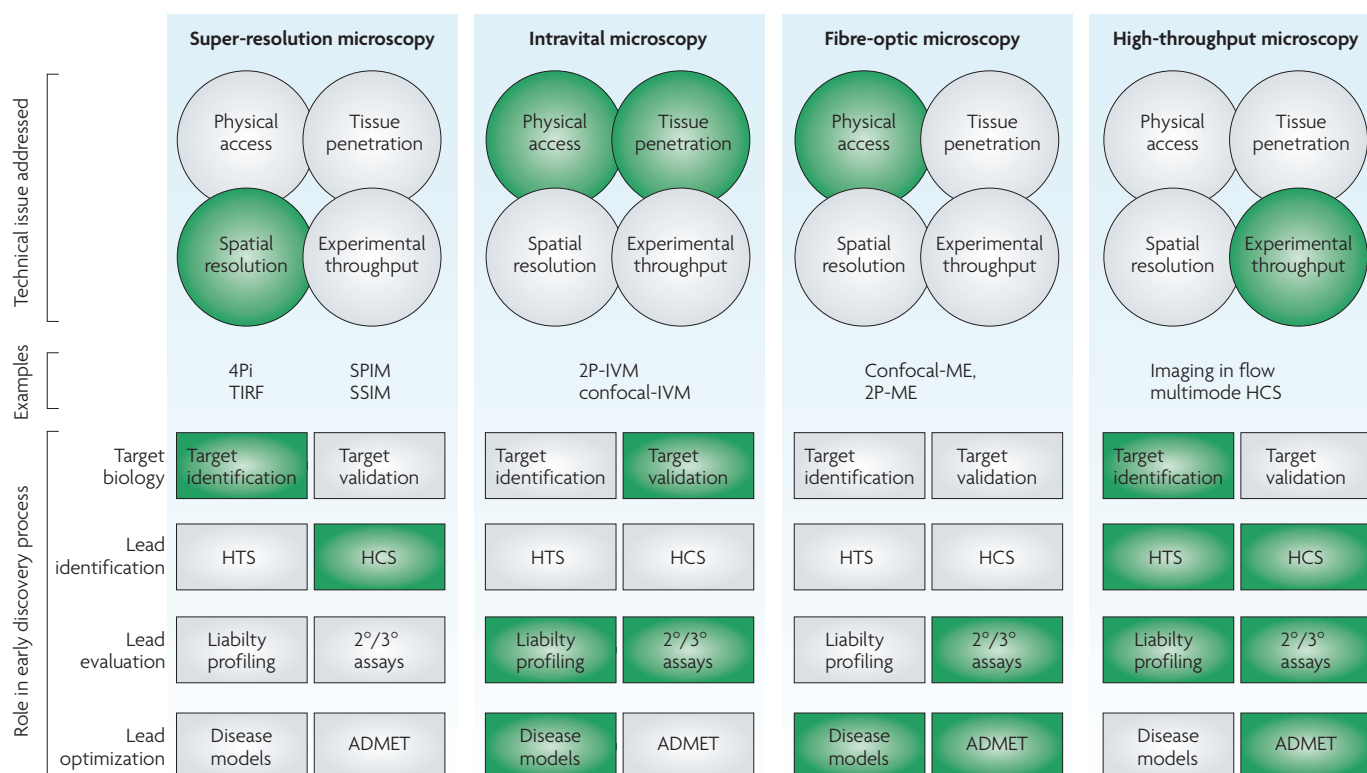 Super-resolution microscopy
Intravital microscopy
Fibre-optic microscopy
High-throughput microscopy
Technical issue addressed
Physical
access
Tissue
penetration
Spatial
resolution
Experimental
throughput
Physical
access
Tissue
penetration
Spatial
resolution
Experimental
throughput
Physical
access
Tissue
penetration
Spatial
resolution
Experimental
throughput
Physical
access
Tissue
penetration
Spatial
resolution
Experimental
throughput
Examples
4Pi
TIRF
SPIM
SSIM
2P-IVM
confocal-IVM
Confocal-ME,
2P-ME
Imaging in flow
multimode HCS
Role in early discovery process
Target
biology
Target
identification
Target
validation
Target
identification
Target
validation
Target
identification
Target
validation
Target
identification
Target
validation
Lead
identification
HTS
HCS
HTS
HCS
HTS
HCS
HTS
HCS
Lead
evaluation
Liabilty
profiling
2°/3°
assays
Liabilty
profiling
2°/3°
assays
Liabilty
profiling
2°/3°
assays
Liabilty
profiling
2°/3°
assays
Lead
optimization
Disease
models
ADMET
Disease
models
ADMET
Disease
models
ADMET
Disease
models
ADMET